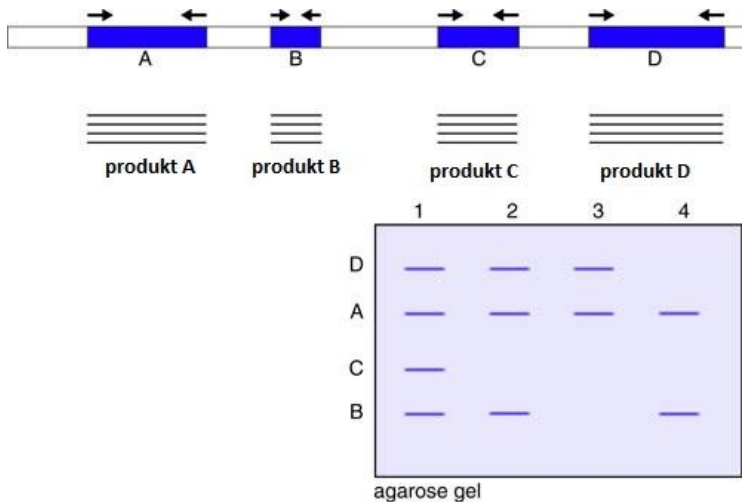 A B C D
produkt A produkt B produkt C produkt D
1 2 3 4
D
A
C
B
agarose gel